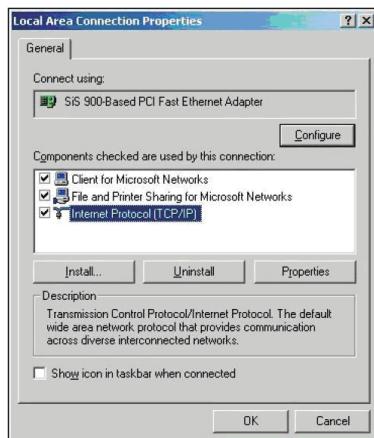 Local Area Connection Properties
General
Connect using:
SiS 900-Based PCI Fast Ethernet Adapter
Configure
Components checked are used by this connection:
Client for Microsoft Networks
File and Printer Sharing for Microsoft Networks
Internet Protocol (TCP/IP)
Install...
Uninstall
Properties
Description
Transmission Control Protocol/Internet Protocol. The default
wide area network protocol that provides communication
across diverse interconnected networks.
Show icon in taskbar when connected
OK
Cancel